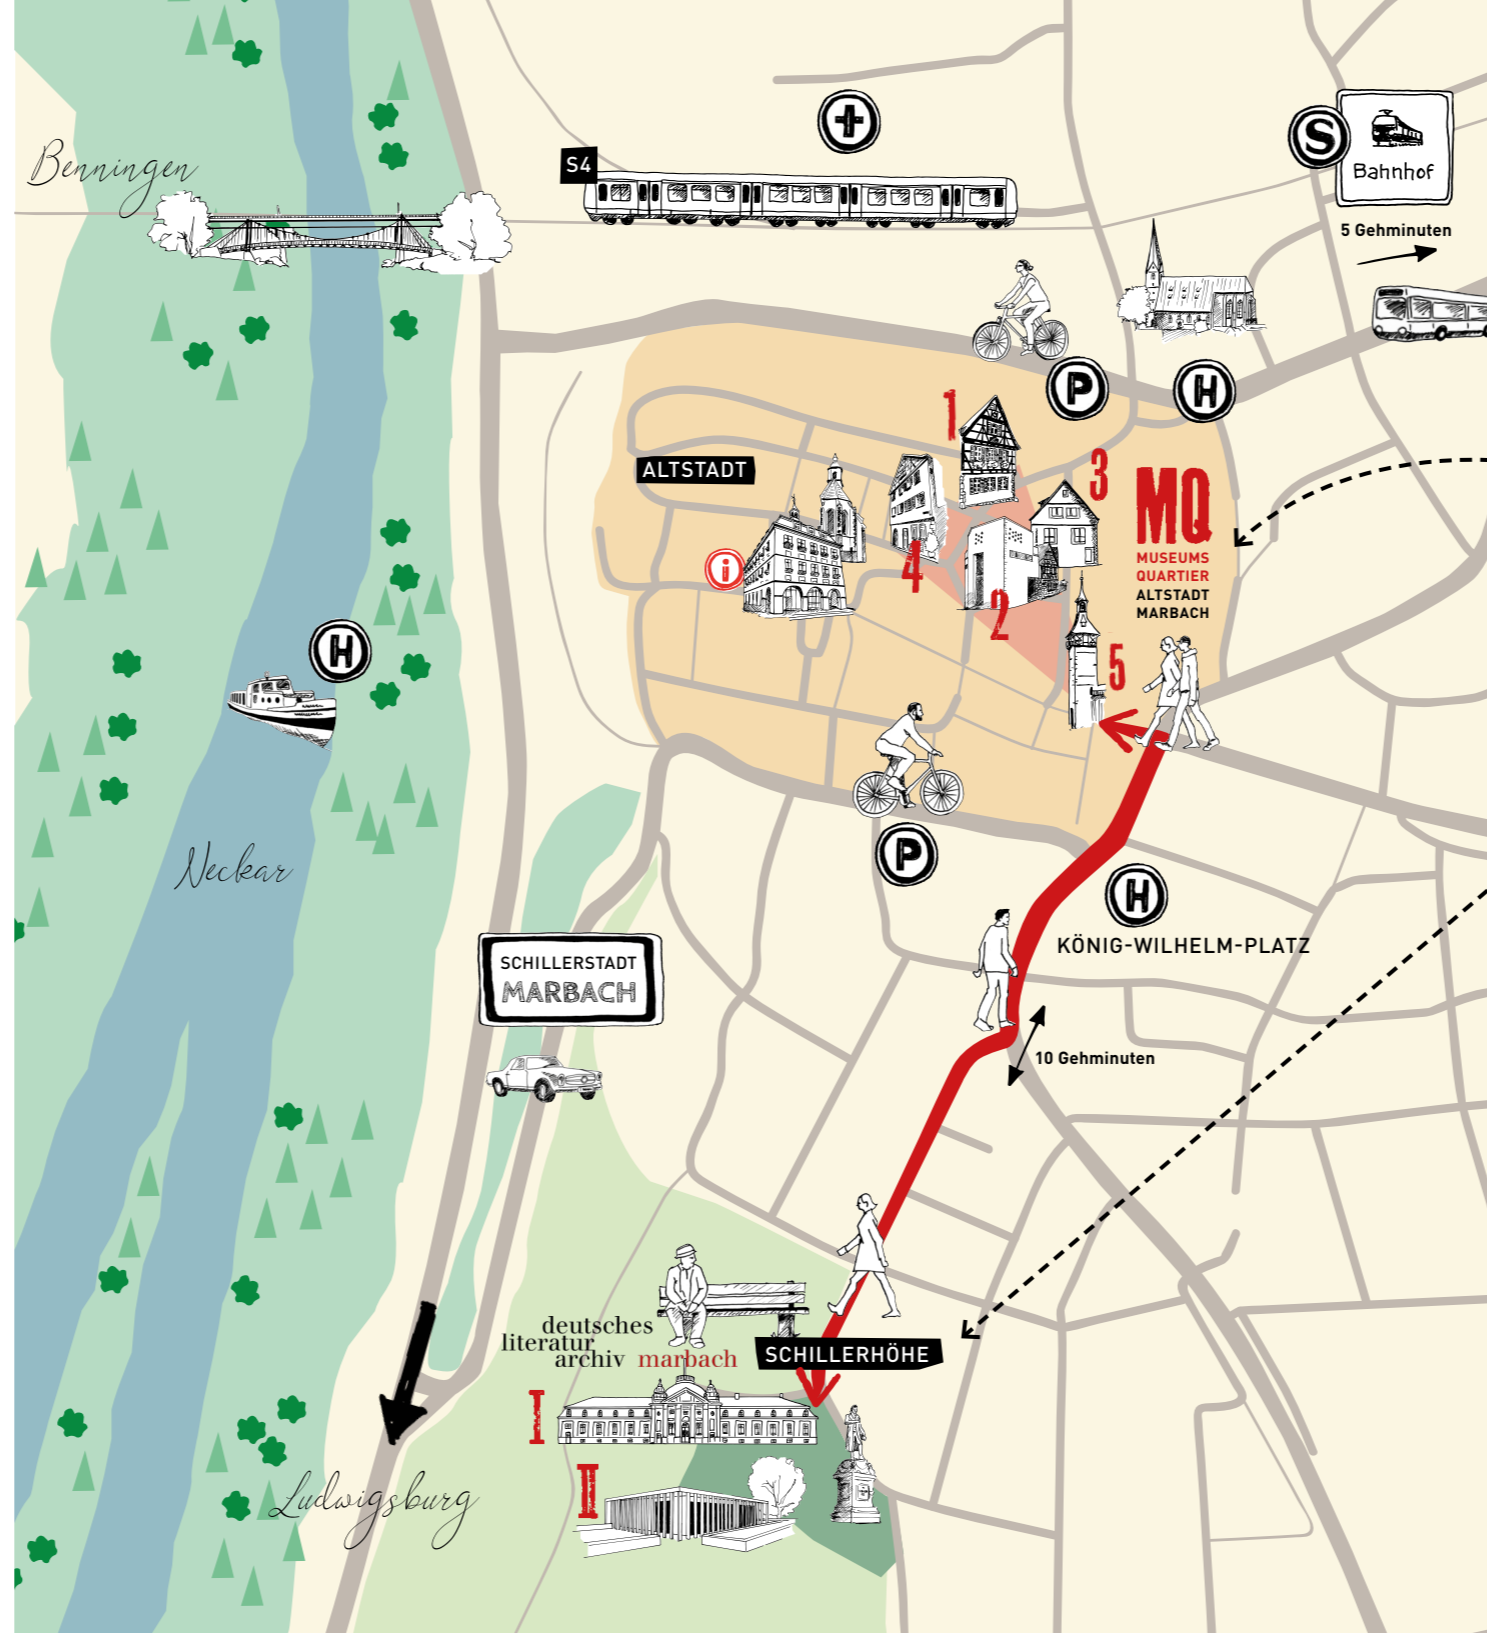 Benningen
S4
S
Bahnhof
5 Gehminuten
P
H
1
ALTSTADT
3
MQ
MUSEUMS
QUARTIER
ALTSTADT
MARBACH
i
4
2
H
5
Neckar
P
H
KÖNIG-WILHELM-PLATZ
SCHILLERSTADT
MARBACH
10 Gehminuten
deutsches
literatur
archiv marbach
SCHILLERHÖHE
I
II
Ludwigsburg